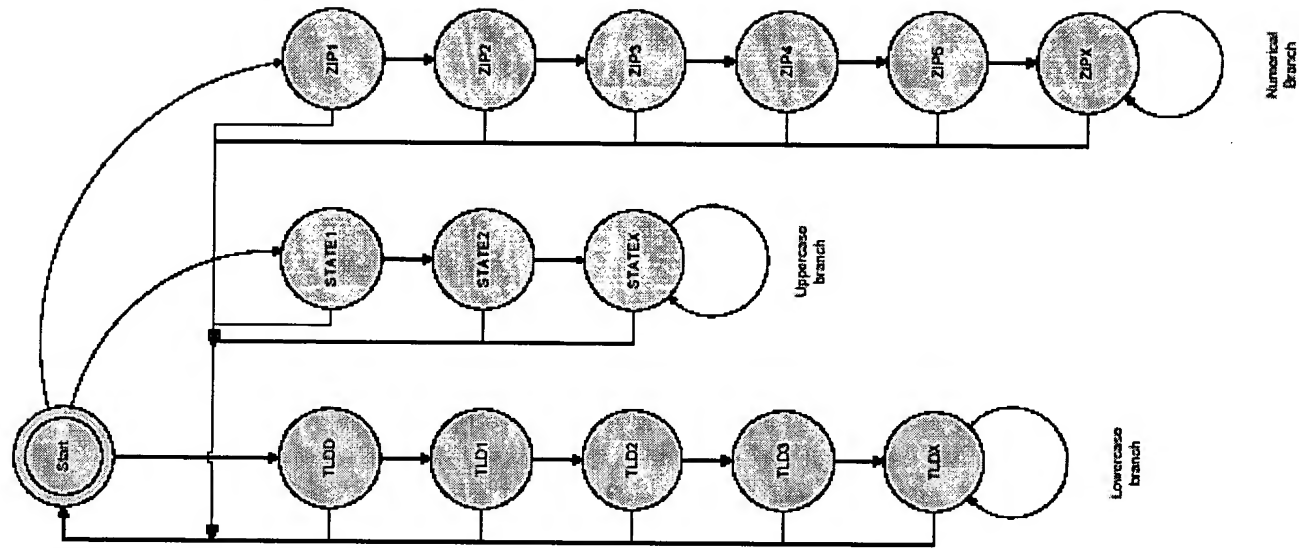 Start
TLDD
TLD1
TLD2
TLD3
TLDX
Lowercase
branch
STATE1
STATE2
STATEX
Uppercase
branch
ZIP1
ZIP2
ZIP3
ZIP4
ZIP5
ZIPX
Numerical
Branch